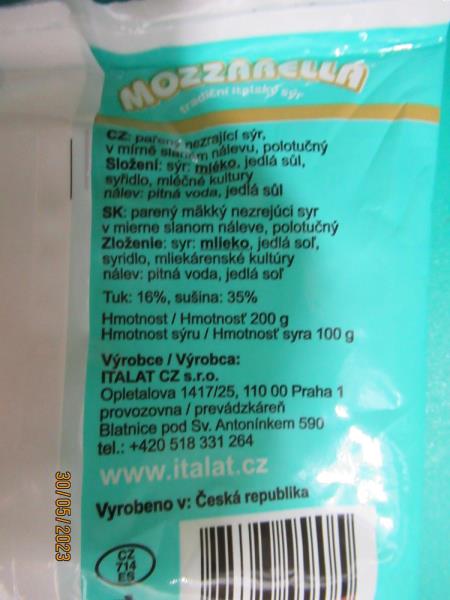 MOZZARELLA
tradiční italský sýr
CZ: pařený nezrající sýr,
v mírně slaném nálevu, polotučný
Složení: sýr: mléko, jedlá sůl,
syřidlo, mléčné kultury
nálev: pitná voda, jedlá sůl
SK: parený mäkký nezrejúci syr
v mierne slanom náleve, polotučný
Zloženie: syr: mlieko, jedlá soľ,
syridlo, mliekárenské kultúry
nálev: pitná voda, jedlá soľ
Tuk: 16%, sušina: 35%
Hmotnost / Hmotnosť 200 g
Hmotnost sýru / Hmotnosť syra 100 g
Výrobce / Výrobca:
ITALAT CZ s.r.o.
Opletalova 1417/25, 110 00 Praha 1
provozovna / prevádzkáreň
Blatnice pod Sv. Antonínkem 590
tel.: +420 518 331 264
www.italat.cz
Vyrobeno v: Česká republika
CZ
714
ES
30/05/2023